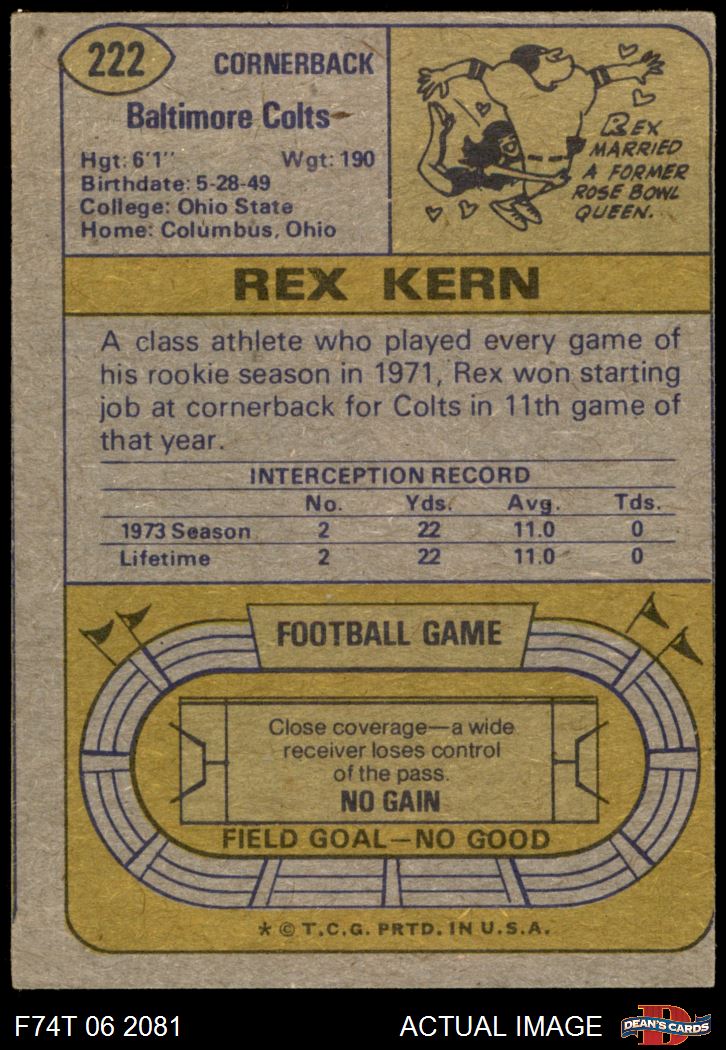 222
CORNERBACK
Baltimore Colts
Hgt: 6'1"  Wgt: 190
Birthdate: 5-28-49
College: Ohio State
Home: Columbus, Ohio
REX
MARRIED
A FORMER
ROSE BOWL
QUEEN.
REX KERN
A class athlete who played every game of
his rookie season in 1971, Rex won starting
job at cornerback for Colts in 11th game of
that year.
INTERCEPTION RECORD
No. Yds. Avg. Tds.
1973 Season 2 22 11.0 0
Lifetime 2 22 11.0 0
FOOTBALL GAME
Close coverage—a wide
receiver loses control
of the pass.
NO GAIN
FIELD GOAL—NO GOOD
* © T.C.G. PRTD. IN U.S.A.
F74T 06 2081 ACTUAL IMAGE D DEAN'S CARDS